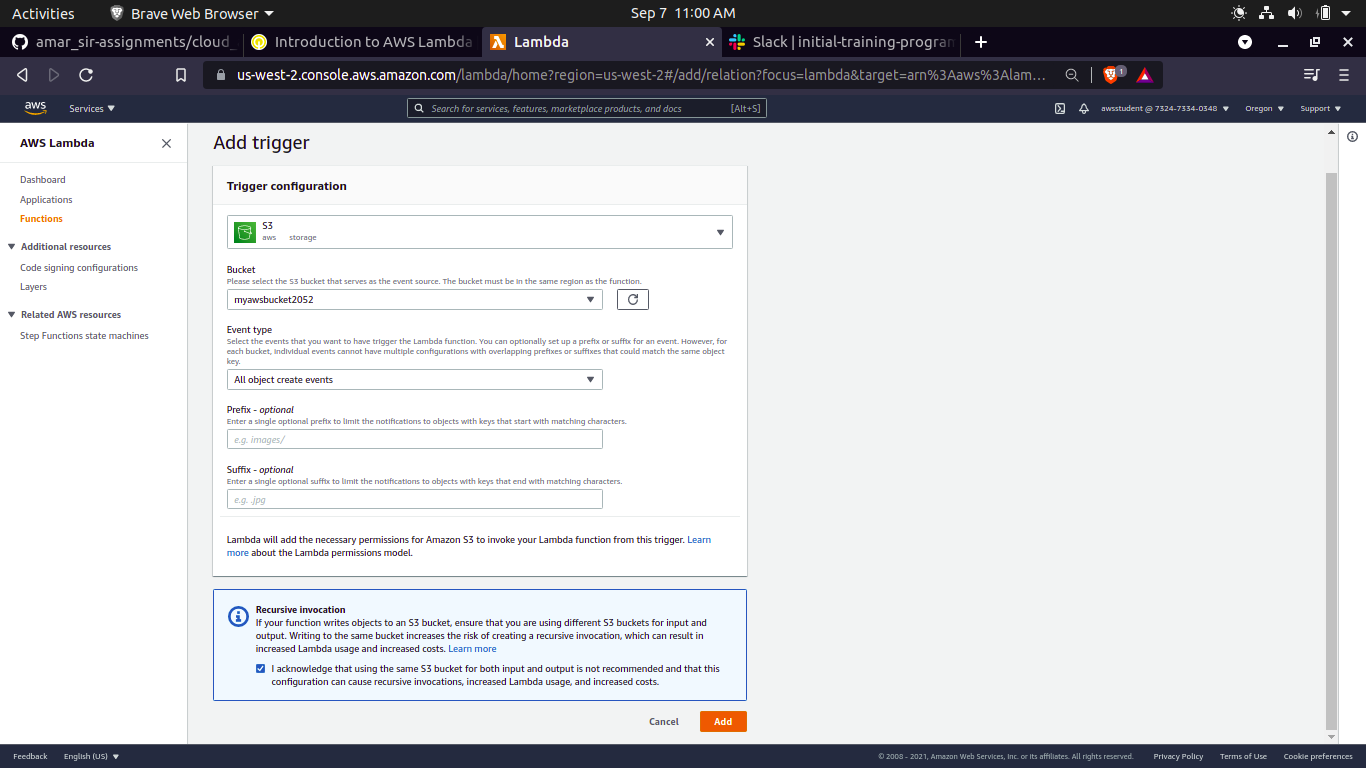 Activities
Brave Web Browser
Sep 7 11:00 AM
amar_sir-assignments/cloud_
Introduction to AWS Lambda
Lambda
Slack | initial-training-program
us-west-2.console.aws.amazon.com/lambda/home?region=us-west-2#/add/relation?focus=lambda&target=arn%3Aaws%3Alam...
1
aws
Services
Search for services, features, marketplace products, and docs
[Alt+S]
awsstudent @ 7324-7334-0348
Oregon
Support
AWS Lambda
Dashboard
Applications
Functions
Additional resources
Code signing configurations
Layers
Related AWS resources
Step Functions state machines
Add trigger
Trigger configuration
S3
aws storage
Bucket
Please select the S3 bucket that serves as the event source. The bucket must be in the same region as the function.
myawsbucket2052
Event type
Select the events that you want to have trigger the Lambda function. You can optionally set up a prefix or suffix for an event. However, for
each bucket, individual events cannot have multiple configurations with overlapping prefixes or suffixes that could match the same object
key.
All object create events
Prefix - optional
Enter a single optional prefix to limit the notifications to objects with keys that start with matching characters.
e.g. images/
Suffix - optional
Enter a single optional suffix to limit the notifications to objects with keys that end with matching characters.
e.g. .jpg
Lambda will add the necessary permissions for Amazon S3 to invoke your Lambda function from this trigger. Learn
more about the Lambda permissions model.
Recursive invocation
If your function writes objects to an S3 bucket, ensure that you are using different S3 buckets for input and
output. Writing to the same bucket increases the risk of creating a recursive invocation, which can result in
increased Lambda usage and increased costs. Learn more
I acknowledge that using the same S3 bucket for both input and output is not recommended and that this
configuration can cause recursive invocations, increased Lambda usage, and increased costs.
Cancel
Add
Feedback
English (US)
© 2008 - 2021, Amazon Web Services, Inc. or its affiliates. All rights reserved.
Privacy Policy
Terms of Use
Cookie preferences